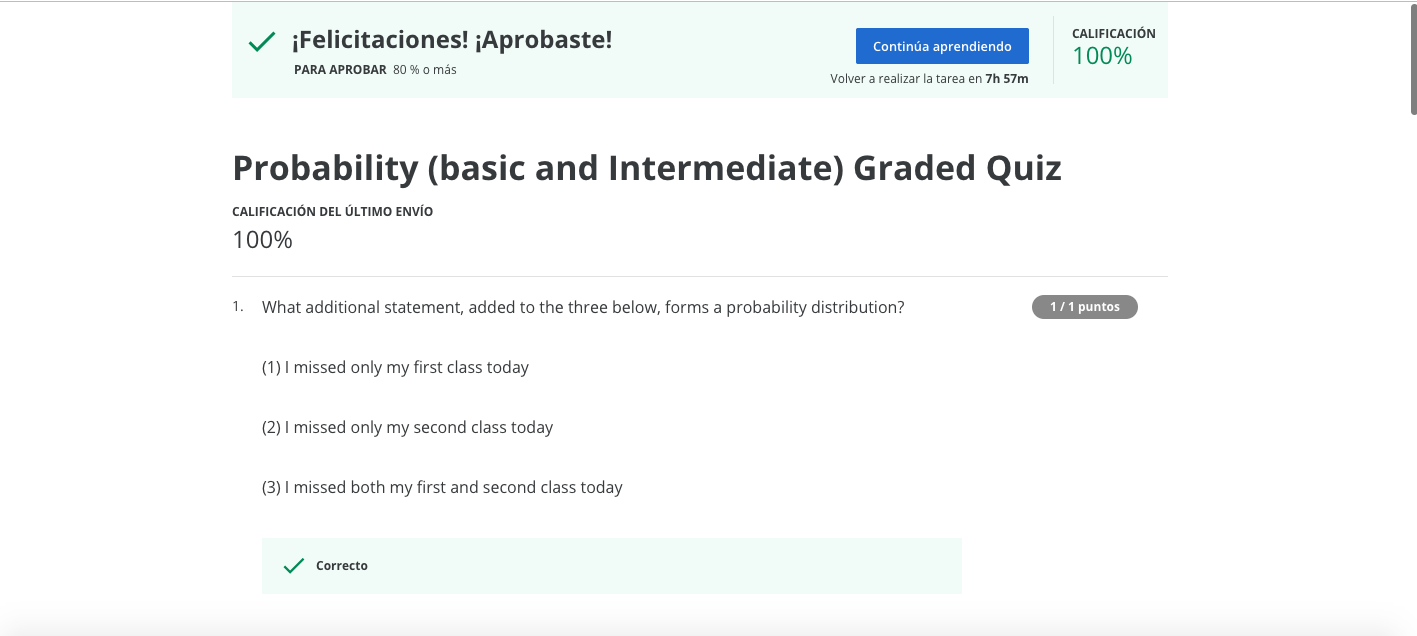 ¡Felicitaciones! ¡Aprobaste!
PARA APROBAR 80 % o más
Continúa aprendiendo
Volver a realizar la tarea en 7h 57m
CALIFICACIÓN
100%
Probability (basic and Intermediate) Graded Quiz
CALIFICACIÓN DEL ÚLTIMO ENVÍO
100%
1. What additional statement, added to the three below, forms a probability distribution?
1 / 1 puntos
(1) I missed only my first class today
(2) I missed only my second class today
(3) I missed both my first and second class today
Correcto